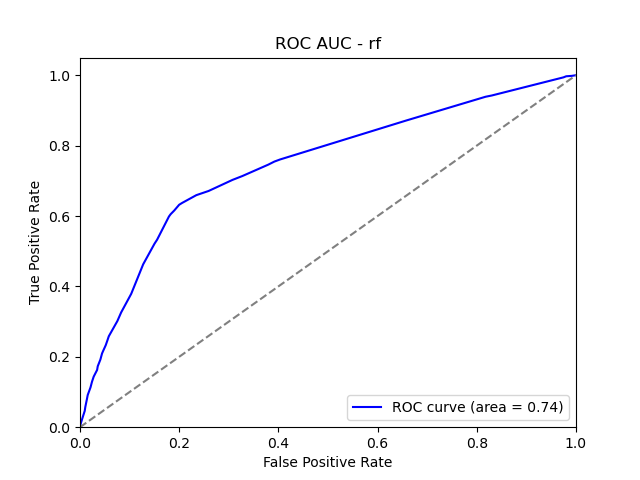 ROC AUC - rf
True Positive Rate
1.0
0.8
0.6
0.4
0.2
0.0
0.0 0.2 0.4 0.6 0.8 1.0
False Positive Rate
ROC curve (area = 0.74)